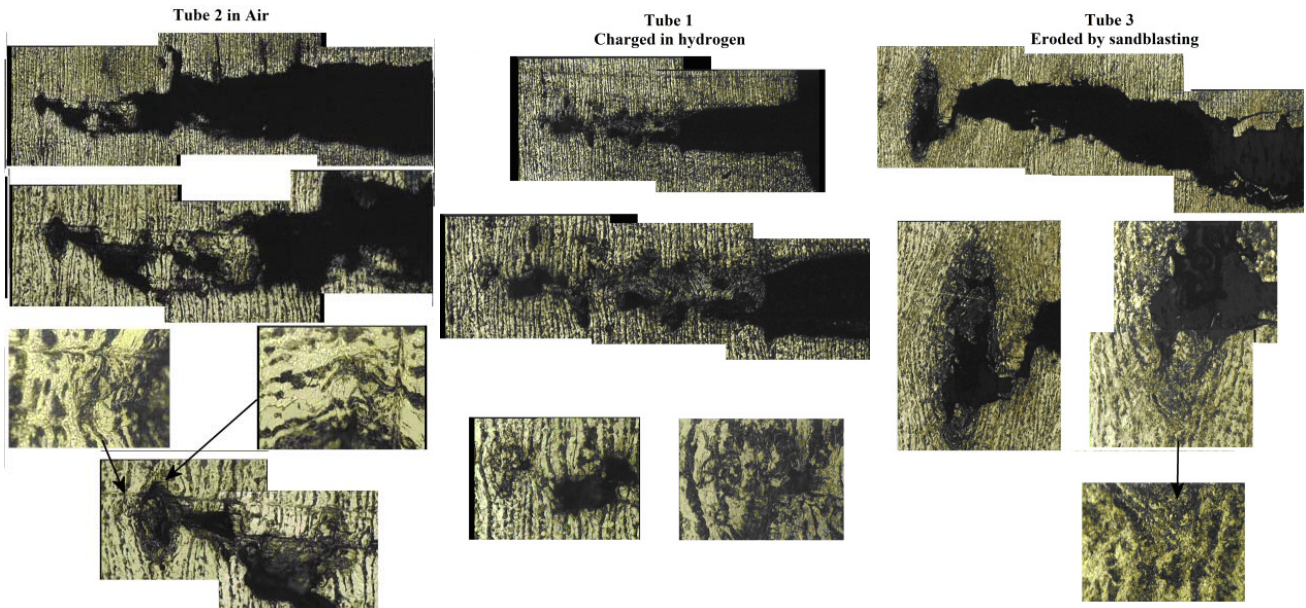 Tube 2 in Air
Tube 1
Charged in hydrogen
Tube 3
Eroded by sandblasting